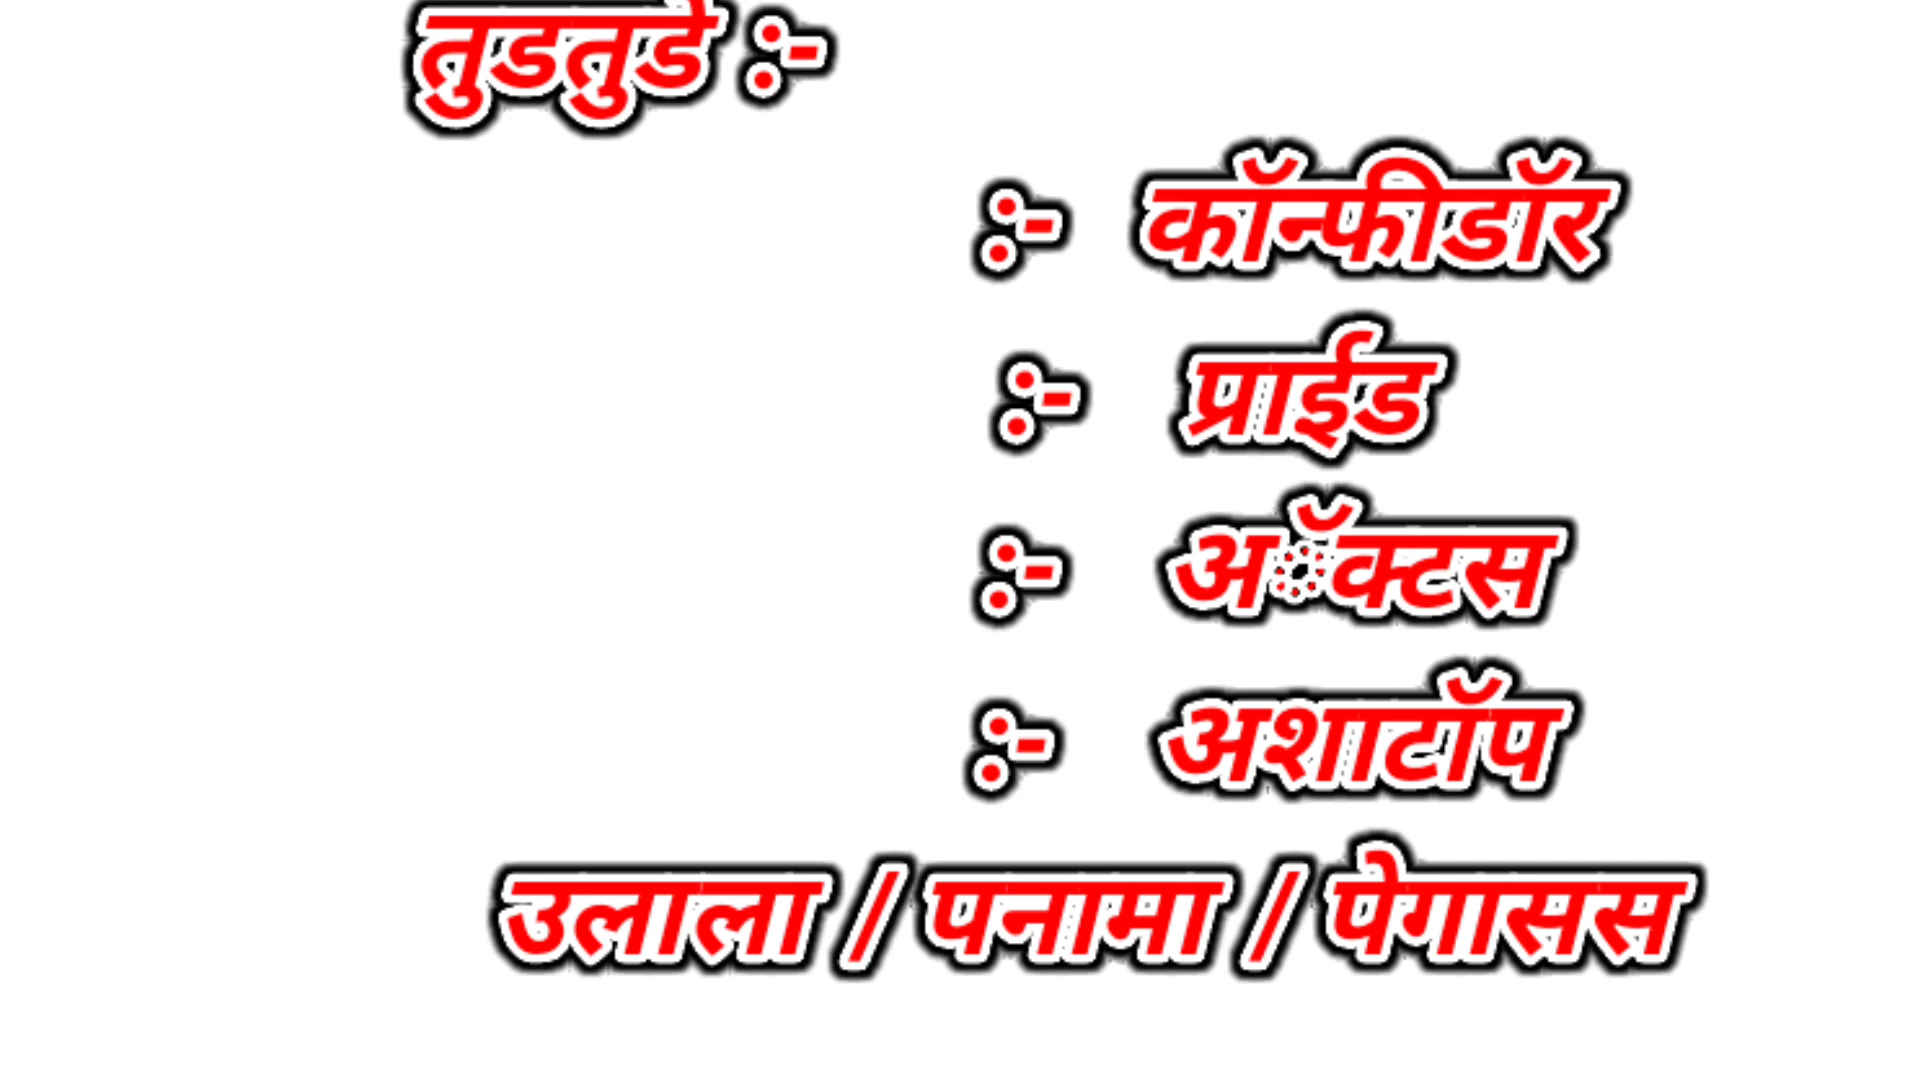 तुडतुडे :-
:- कॉन्फीडॉर
:- प्राईड
:- अॅक्टस
:- अशाटॉप
उलाला / पनामा / पेगासस